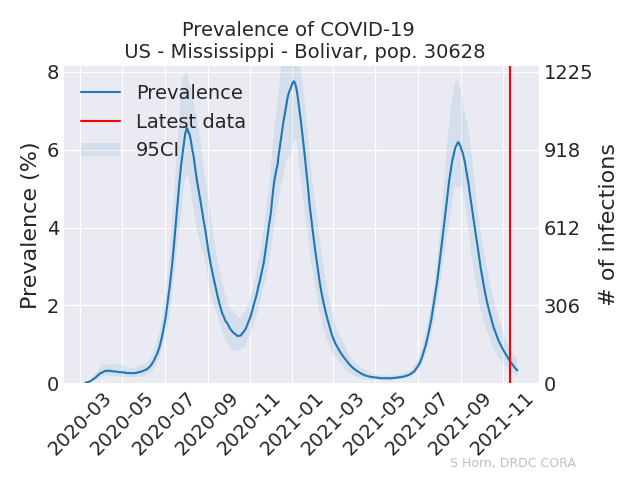 Prevalence of COVID-19
US - Mississippi - Bolivar, pop. 30628
Prevalence
Latest data
95CI
Prevalence (%)
8
6
4
2
0
1225
918
612
306
0
# of infections
2020-03
2020-05
2020-07
2020-09
2020-11
2021-01
2021-03
2021-05
2021-07
2021-09
2021-11
S Horn, DRDC CORA